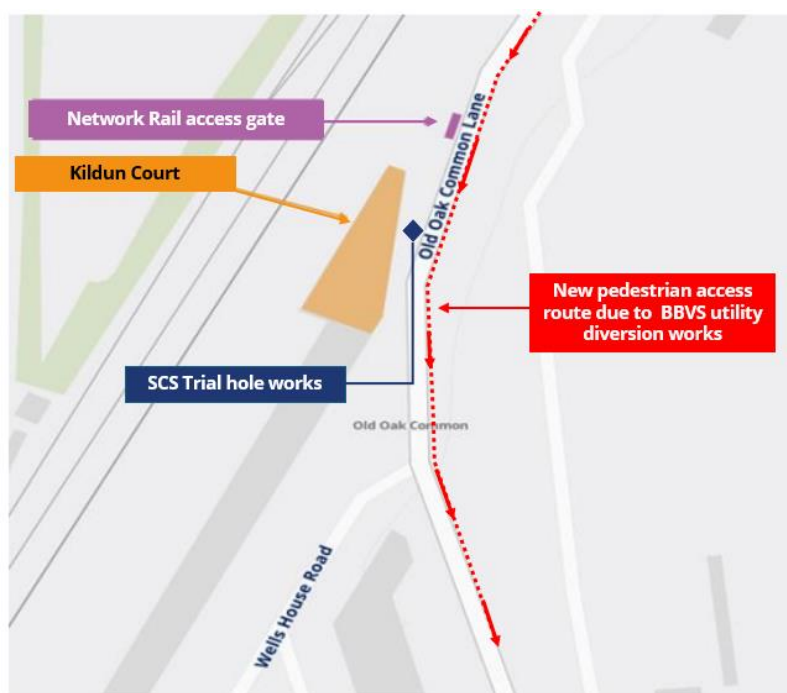 Network Rail access gate
Kildun Court
Old Oak Common Lane
New pedestrian access
route due to BBVS utility
diversion works
SCS Trial hole works
Old Oak Common
Wells House Road